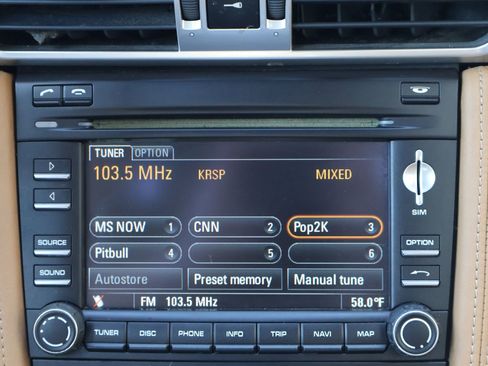 TUNER OPTION
103.5 MHz KRSP MIXED
MS NOW 1 CNN 2 Pop2K 3
Pitbull 4 5 6
Autostore Preset memory Manual tune
FM 103.5 MHz 58.0°F
SIM
SOURCE
SOUND
OPTION
TUNER DISC PHONE INFO TRIP NAVI MAP